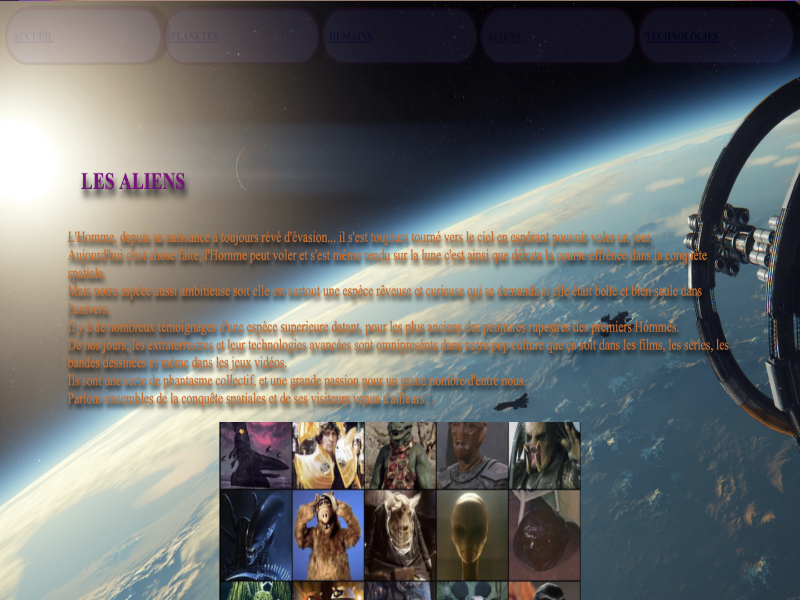 ACCUEIL
PLANETES
HUMAINS
ALIENS
TECHNOLOGIES
LES ALIENS
L'Homme, depuis sa naissance à toujours rêvé d'évasion... il s'est toujours tourné vers le ciel en espérant pouvoir voler un jour.
Aujourd'hui c'est chose faite, l'Homme peut voler et s'est même rendu sur la lune c'est ainsi que débuta la course effrénée dans la conquête
spatiale.
Mais notre espèce aussi ambitieuse soit elle est surtout une espèce rêveuse et curieuse qui se demande si elle était belle et bien seule dans
l'univers.
Il y a de nombreux témoignages d'une espèce superieure datant, pour les plus anciens des peintures rupestres des premiers Hommes.
De nos jours, les extraterrestres et leur technologies avancées sont omniprésents dans notre pop culture que ça soit dans les films, les séries, les
bandes dessinées et même dans les jeux vidéos.
Ils sont une sorte de phantasme collectif, et une grande passion pour un grand nombre d'entre nous.
Partons ensembles de la conquête spatiales et de ses visiteurs venus d'ailleurs !